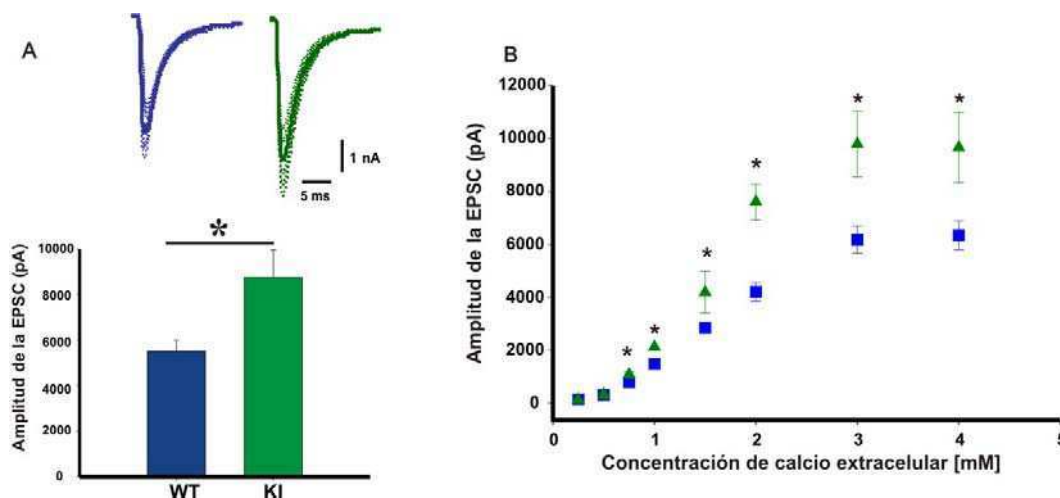 A
1 nA
5 ms
*
Amplitud de la EPSC (pA)
10000
8000
6000
4000
2000
0
WT
KI
B
Amplitud de la EPSC (pA)
12000
10000
8000
6000
4000
2000
0
* * * * * * *
0 1 2 3 4 5
Concentración de calcio extracelular [mM]